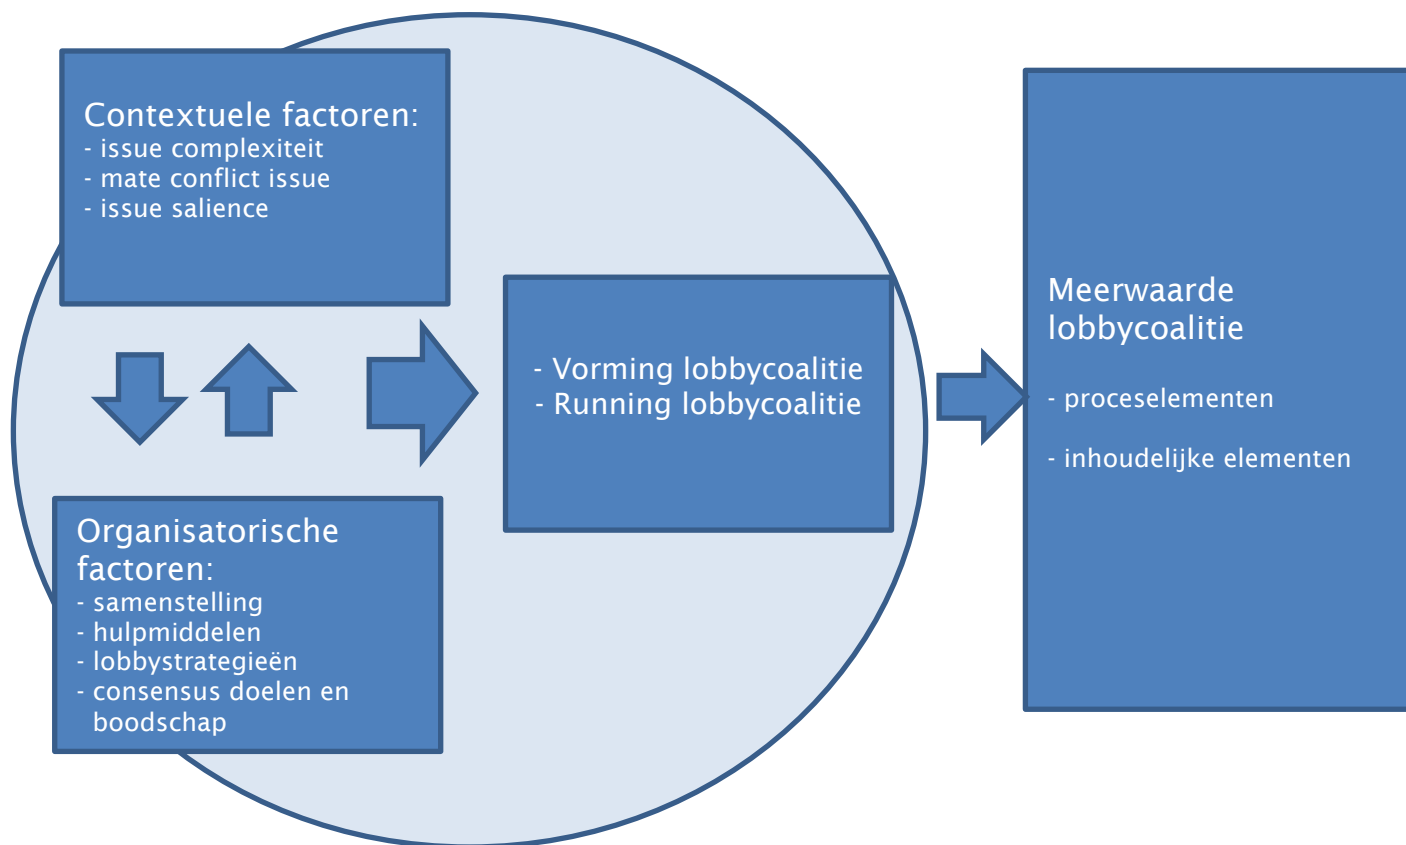 Contextuele factoren:
- issue complexiteit
- mate conflict issue
- issue salience
Organisatorische
factoren:
- samenstelling
- hulpmiddelen
- lobbystrategieën
- consensus doelen en
boodschap
- Vorming lobbycoalitie
- Running lobbycoalitie
Meerwaarde
lobbycoalitie
- proceselementen
- inhoudelijke elementen